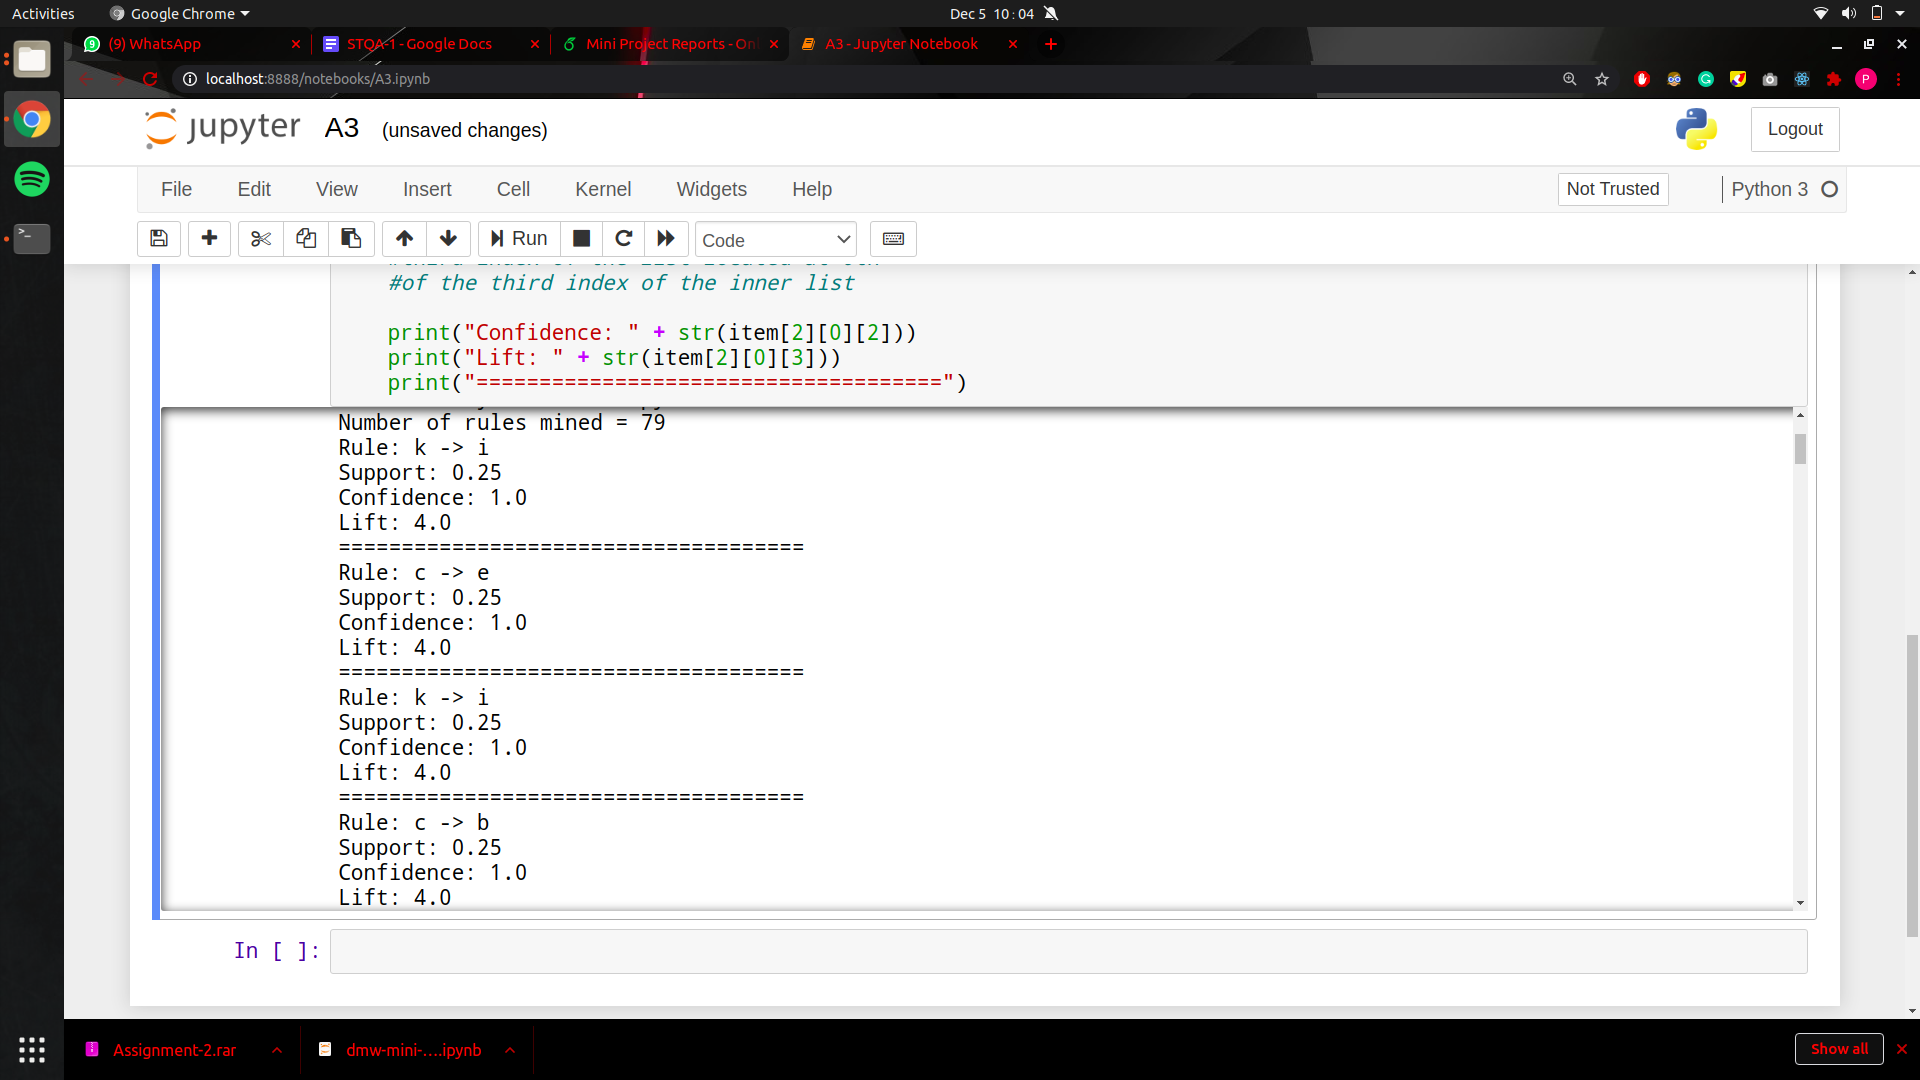 Activities
Google Chrome
Dec 5 10:04
(9) WhatsApp
STQA-1 - Google Docs
Mini Project Reports - Onl
A3 - Jupyter Notebook
localhost:8888/notebooks/A3.ipynb
P
jupyter A3 (unsaved changes)
Logout
File Edit View Insert Cell Kernel Widgets Help
Not Trusted
Python 3
Run
Code
#of the third index of the inner list
print("Confidence: " + str(item[2][0][2]))
print("Lift: " + str(item[2][0][3]))
print("=====================================")
Number of rules mined = 79
Rule: k -> i
Support: 0.25
Confidence: 1.0
Lift: 4.0
=====================================
Rule: c -> e
Support: 0.25
Confidence: 1.0
Lift: 4.0
=====================================
Rule: k -> i
Support: 0.25
Confidence: 1.0
Lift: 4.0
=====================================
Rule: c -> b
Support: 0.25
Confidence: 1.0
Lift: 4.0
In [ ]:
Assignment-2.rar
dmw-mini-....ipynb
Show all